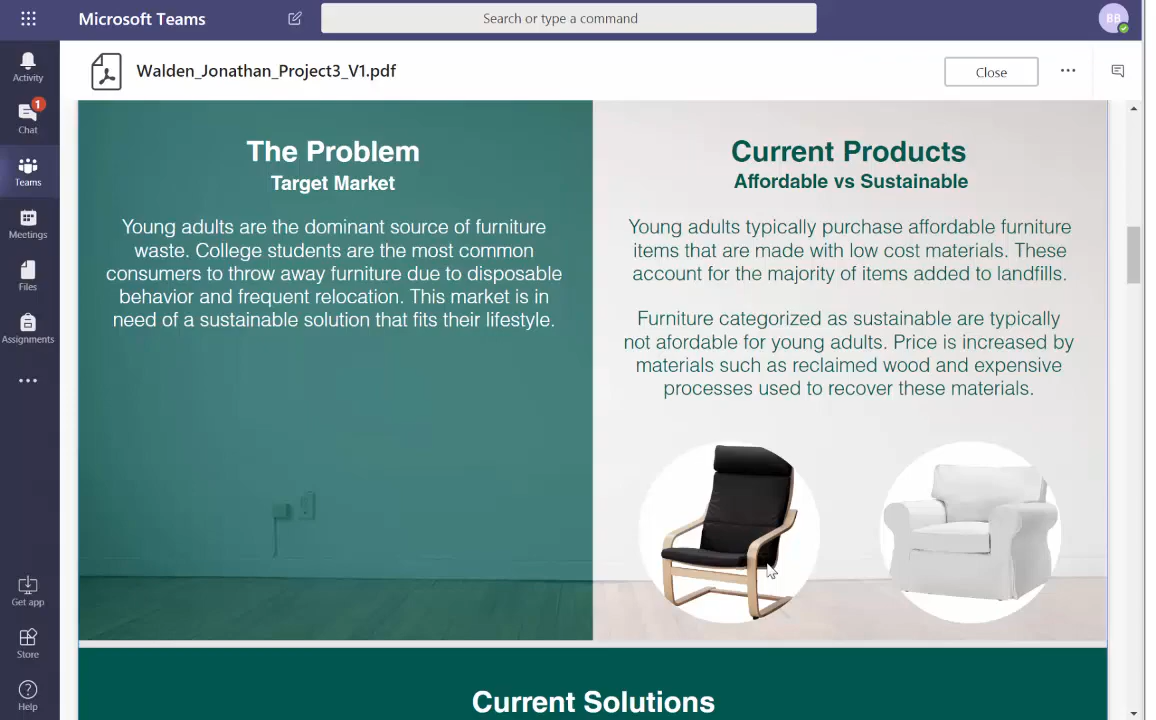 Microsoft Teams
Search or type a command
BB
Activity
Walden_Jonathan_Project3_V1.pdf
Close
1
Chat
Teams
Meetings
Files
Assignments
Get app
Store
Help
The Problem
Target Market
Young adults are the dominant source of furniture
waste. College students are the most common
consumers to throw away furniture due to disposable
behavior and frequent relocation. This market is in
need of a sustainable solution that fits their lifestyle.
Current Products
Affordable vs Sustainable
Young adults typically purchase affordable furniture
items that are made with low cost materials. These
account for the majority of items added to landfills.
Furniture categorized as sustainable are typically
not afordable for young adults. Price is increased by
materials such as reclaimed wood and expensive
processes used to recover these materials.
Current Solutions